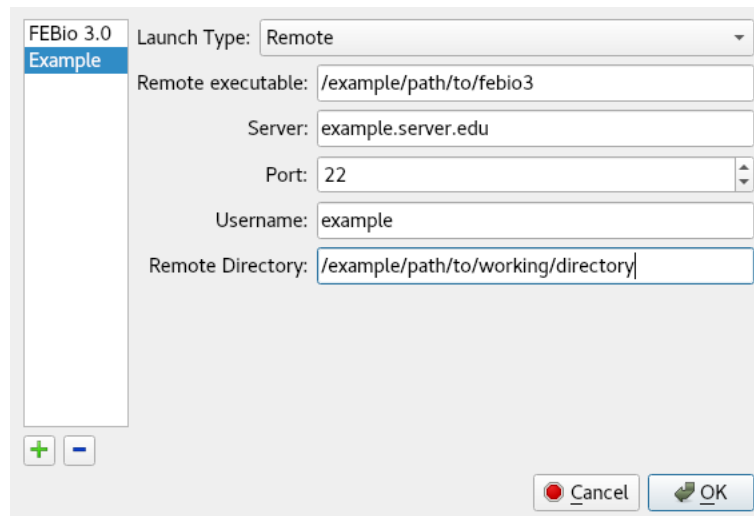 FEBio 3.0
Example
Launch Type: Remote
Remote executable: /example/path/to/febio3
Server: example.server.edu
Port: 22
Username: example
Remote Directory: /example/path/to/working/directory
Cancel OK